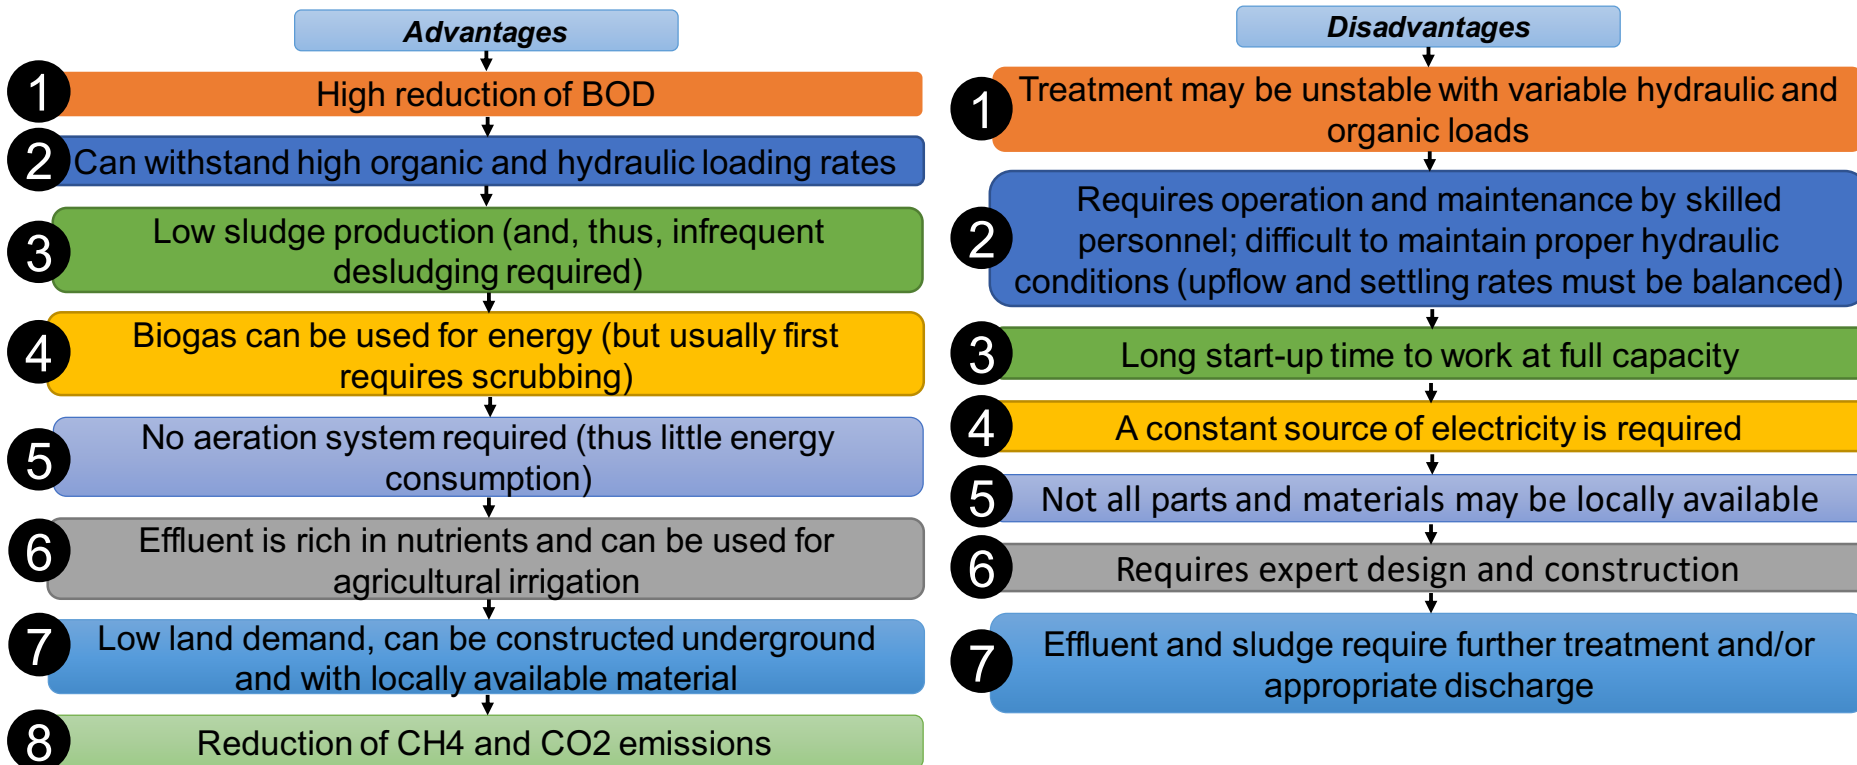 Advantages
1
High reduction of BOD
2
Can withstand high organic and hydraulic loading rates
3
Low sludge production (and, thus, infrequent
desludging required)
4
Biogas can be used for energy (but usually first
requires scrubbing)
5
No aeration system required (thus little energy
consumption)
6
Effluent is rich in nutrients and can be used for
agricultural irrigation
7
Low land demand, can be constructed underground
and with locally available material
8
Reduction of CH4 and CO2 emissions
Disadvantages
1
Treatment may be unstable with variable hydraulic and
organic loads
2
Requires operation and maintenance by skilled
personnel; difficult to maintain proper hydraulic
conditions (upflow and settling rates must be balanced)
3
Long start-up time to work at full capacity
4
A constant source of electricity is required
5
Not all parts and materials may be locally available
6
Requires expert design and construction
7
Effluent and sludge require further treatment and/or
appropriate discharge